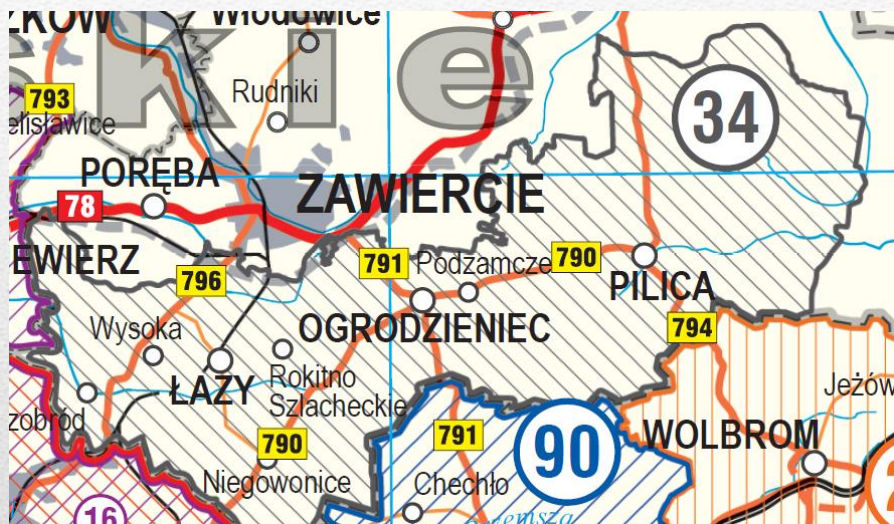 Włodowice
793
Rudniki
kie
34
PORĘBA
78
ZAWIERCIE
796
791
Podzamcze
790
PILICA
OGRODZIENIEC
794
Wysoka
ŁAZY
Rokitno
Szlacheckie
Jeżów
790
791
90
WOLBROM
Niegowonice
Chechło
16